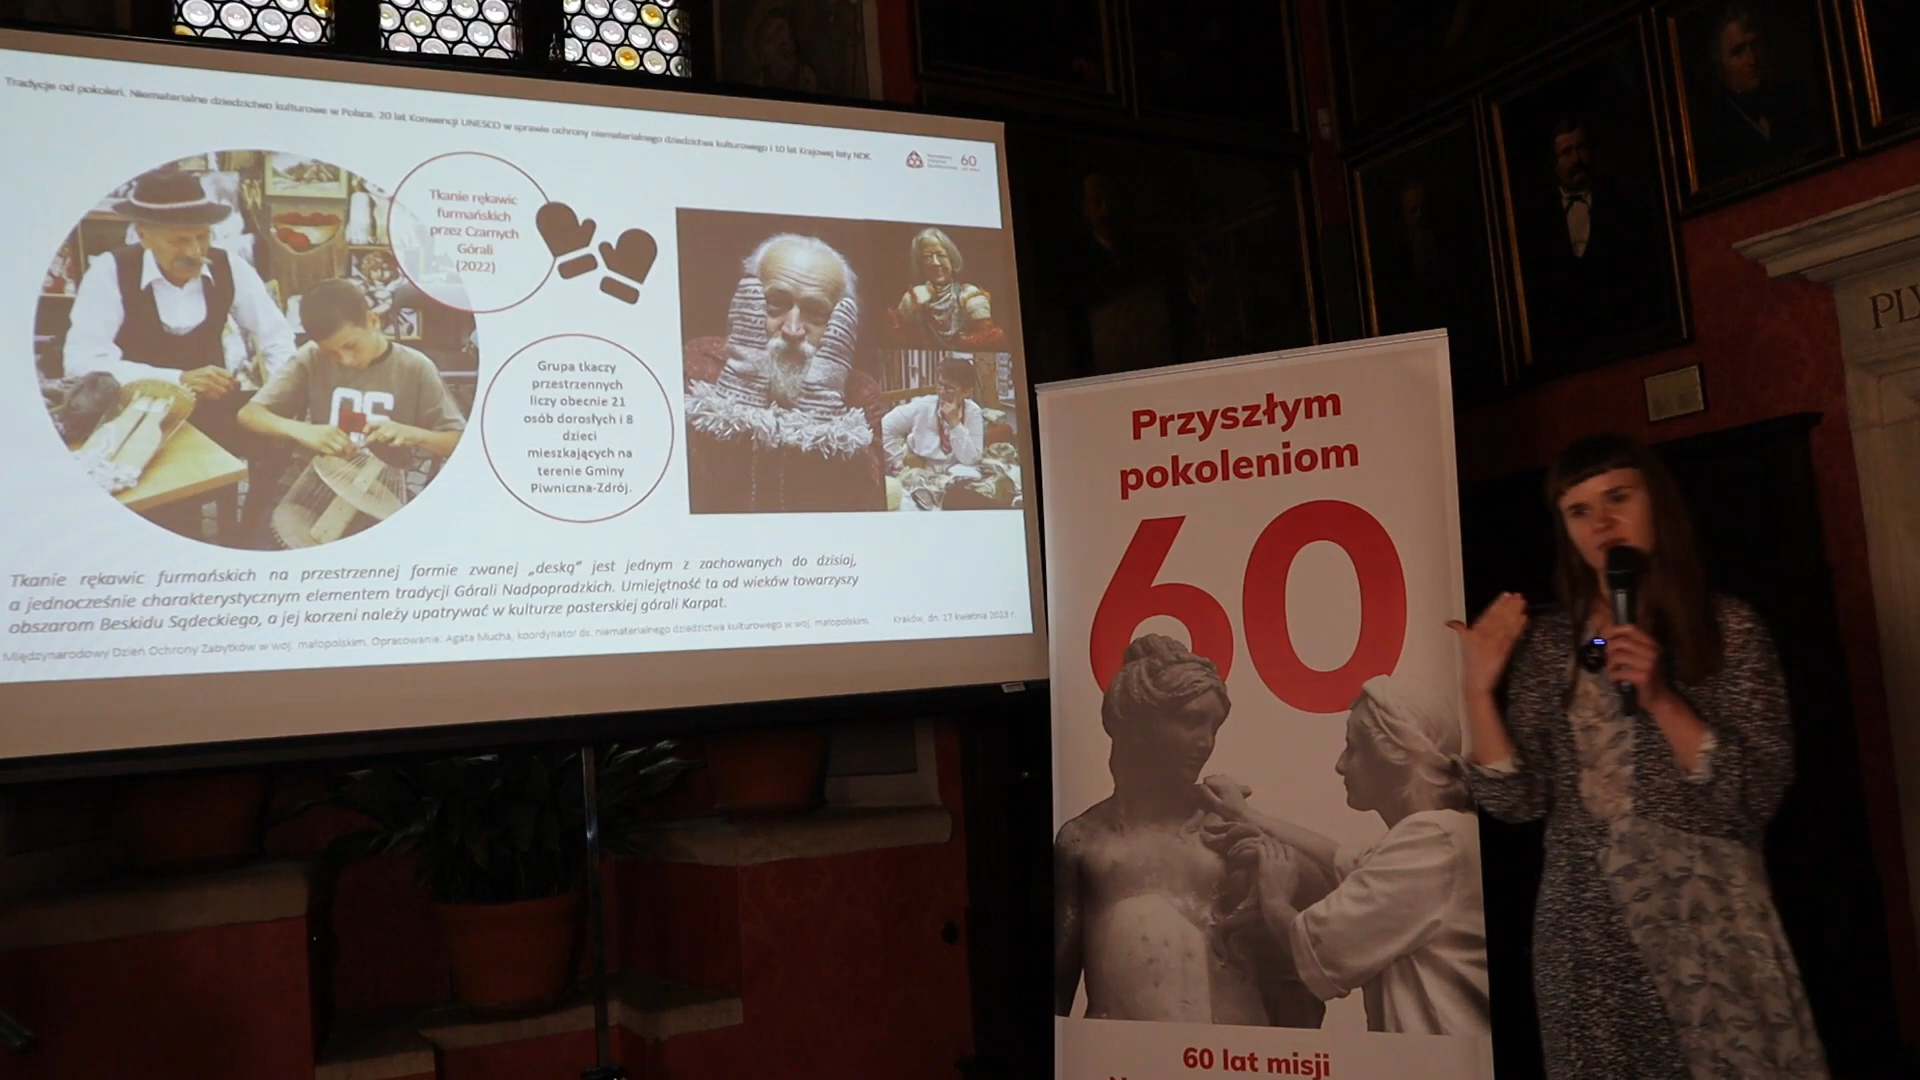 Tradycje od pokoleń. Niematerialne dziedzictwo kulturowe w Polsce. 20 lat Konwencji UNESCO w sprawie ochrony niematerialnego dziedzictwa kulturowego i 10 lat Krajowej listy NDK.
60
Tkanie rękawic
furmańskich
przez Czarnych
Górali
(2022)
Grupa tkaczy
przestrzennych
liczy obecnie 21
osób dorosłych i 8
dzieci
mieszkających na
terenie Gminy
Piwniczna-Zdrój.
Tkanie rękawic furmańskich na przestrzennej formie zwanej „deską" jest jednym z zachowanych do dzisiaj,
a jednocześnie charakterystycznym elementem tradycji Górali Nadpopradzkich. Umiejętność ta od wieków towarzyszy
obszarom Beskidu Sądeckiego, a jej korzeni należy upatrywać w kulturze pasterskiej górali Karpat.
Międzynarodowy Dzień Ochrony Zabytków w woj. małopolskim. Opracowanie: Agata Mucha, koordynator ds. niematerialnego dziedzictwa kulturowego w woj. małopolskim.
Kraków, dn. 17 kwietnia 2023 r.
Przyszłym
pokoleniom
60
60 lat misji
PLV